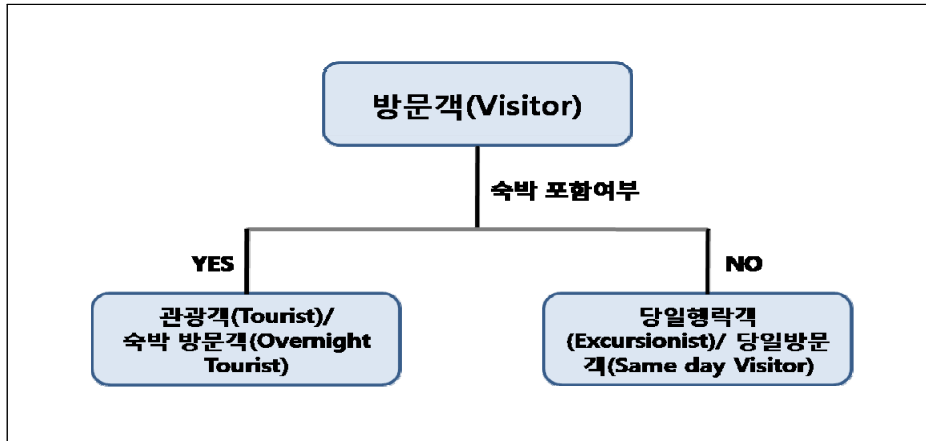 방문객(Visitor)
숙박 포함여부
YES
NO
관광객(Tourist)/
숙박 방문객(Overnight
Tourist)
당일행락객
(Excursionist)/ 당일방문
객(Same day Visitor)